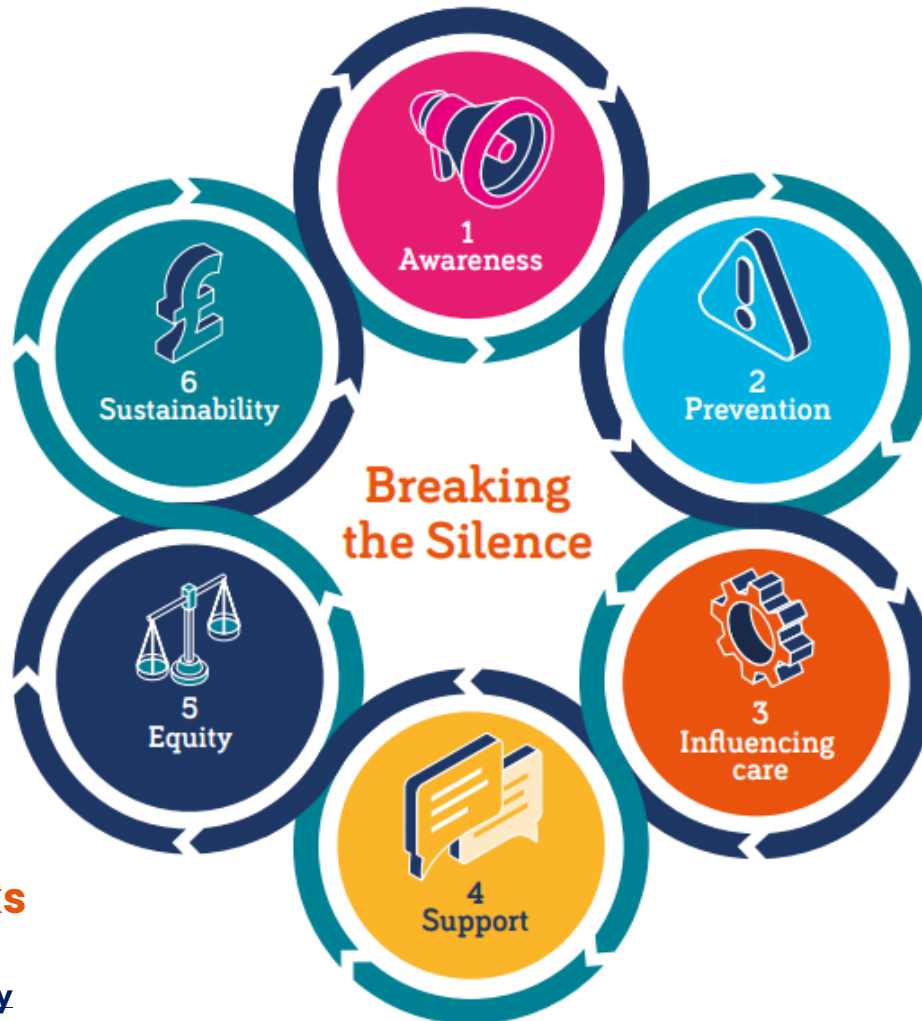 1
Awareness
2
Prevention
3
Influencing
care
4
Support
5
Equity
6
Sustainability
Breaking
the Silence